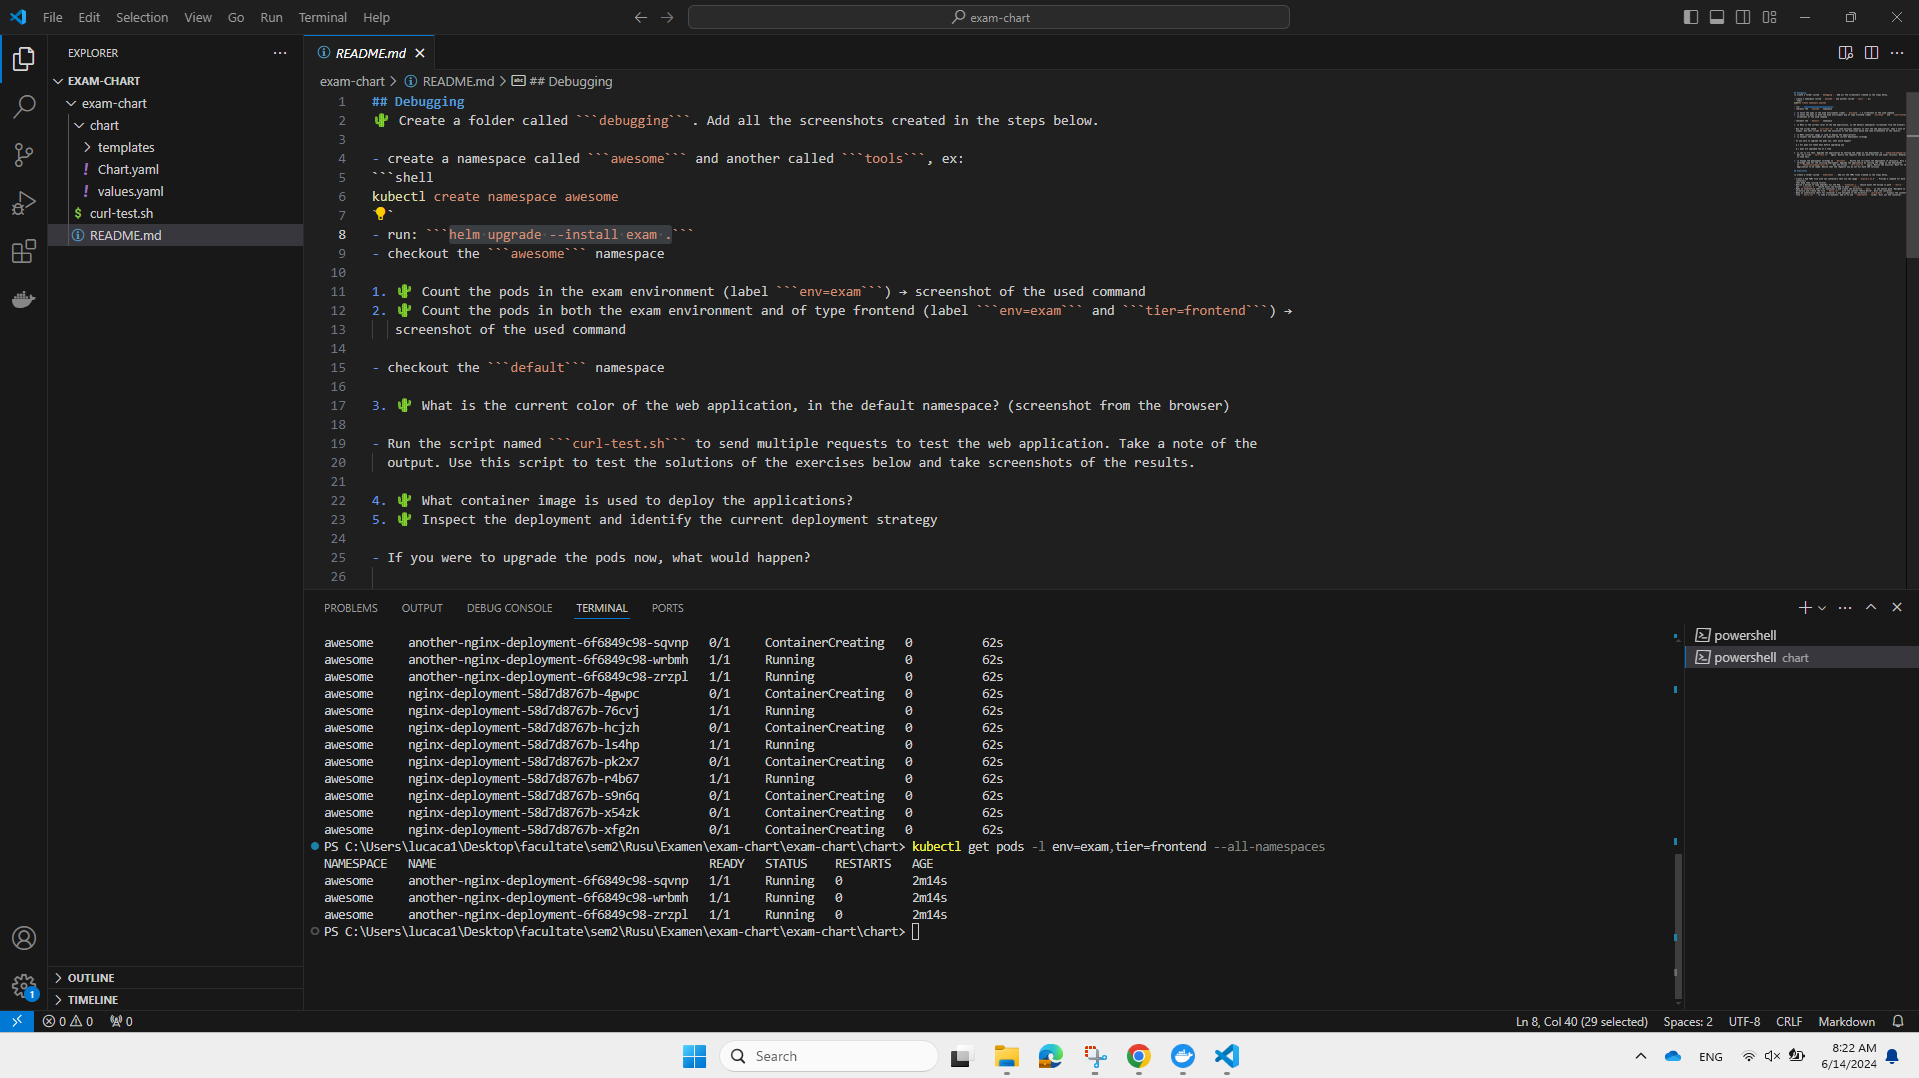 File Edit Selection View Go Run Terminal Help
exam-chart
EXPLORER
EXAM-CHART
exam-chart
chart
templates
! Chart.yaml
! values.yaml
$ curl-test.sh
README.md
OUTLINE
TIMELINE
README.md
exam-chart > README.md > ## Debugging
1 ## Debugging
2 🌵 Create a folder called ```debugging```. Add all the screenshots created in the steps below.
3
4 - create a namespace called ```awesome``` and another called ```tools```, ex:
5 ```shell
6 kubectl create namespace awesome
7 ```
8 - run: ```helm upgrade --install exam .```
9 - checkout the ```awesome``` namespace
10
11 1. 🌵 Count the pods in the exam environment (label ```env=exam```) → screenshot of the used command
12 2. 🌵 Count the pods in both the exam environment and of type frontend (label ```env=exam``` and ```tier=frontend```) →
13 screenshot of the used command
14
15 - checkout the ```default``` namespace
16
17 3. 🌵 What is the current color of the web application, in the default namespace? (screenshot from the browser)
18
19 - Run the script named ```curl-test.sh``` to send multiple requests to test the web application. Take a note of the
20 output. Use this script to test the solutions of the exercises below and take screenshots of the results.
21
22 4. 🌵 What container image is used to deploy the applications?
23 5. 🌵 Inspect the deployment and identify the current deployment strategy
24
25 - If you were to upgrade the pods now, what would happen?
26
PROBLEMS OUTPUT DEBUG CONSOLE TERMINAL PORTS
awesome another-nginx-deployment-6f6849c98-sqvnp 0/1 ContainerCreating 0 62s
awesome another-nginx-deployment-6f6849c98-wrbmh 1/1 Running 0 62s
awesome another-nginx-deployment-6f6849c98-zrzpl 1/1 Running 0 62s
awesome nginx-deployment-58d7d8767b-4gwpc 0/1 ContainerCreating 0 62s
awesome nginx-deployment-58d7d8767b-76cvj 1/1 Running 0 62s
awesome nginx-deployment-58d7d8767b-hcjzh 0/1 ContainerCreating 0 62s
awesome nginx-deployment-58d7d8767b-ls4hp 1/1 Running 0 62s
awesome nginx-deployment-58d7d8767b-pk2x7 0/1 ContainerCreating 0 62s
awesome nginx-deployment-58d7d8767b-r4b67 1/1 Running 0 62s
awesome nginx-deployment-58d7d8767b-s9n6q 0/1 ContainerCreating 0 62s
awesome nginx-deployment-58d7d8767b-x54zk 0/1 ContainerCreating 0 62s
awesome nginx-deployment-58d7d8767b-xfg2n 0/1 ContainerCreating 0 62s
PS C:\Users\lucaca1\Desktop\facultate\sem2\Rusu\Examen\exam-chart\exam-chart\chart> kubectl get pods -l env=exam,tier=frontend --all-namespaces
NAMESPACE NAME READY STATUS RESTARTS AGE
awesome another-nginx-deployment-6f6849c98-sqvnp 1/1 Running 0 2m14s
awesome another-nginx-deployment-6f6849c98-wrbmh 1/1 Running 0 2m14s
awesome another-nginx-deployment-6f6849c98-zrzpl 1/1 Running 0 2m14s
PS C:\Users\lucaca1\Desktop\facultate\sem2\Rusu\Examen\exam-chart\exam-chart\chart>
powershell
powershell chart
1
0 0 0
Ln 8, Col 40 (29 selected) Spaces: 2 UTF-8 CRLF Markdown
Search
ENG
8:22 AM
6/14/2024